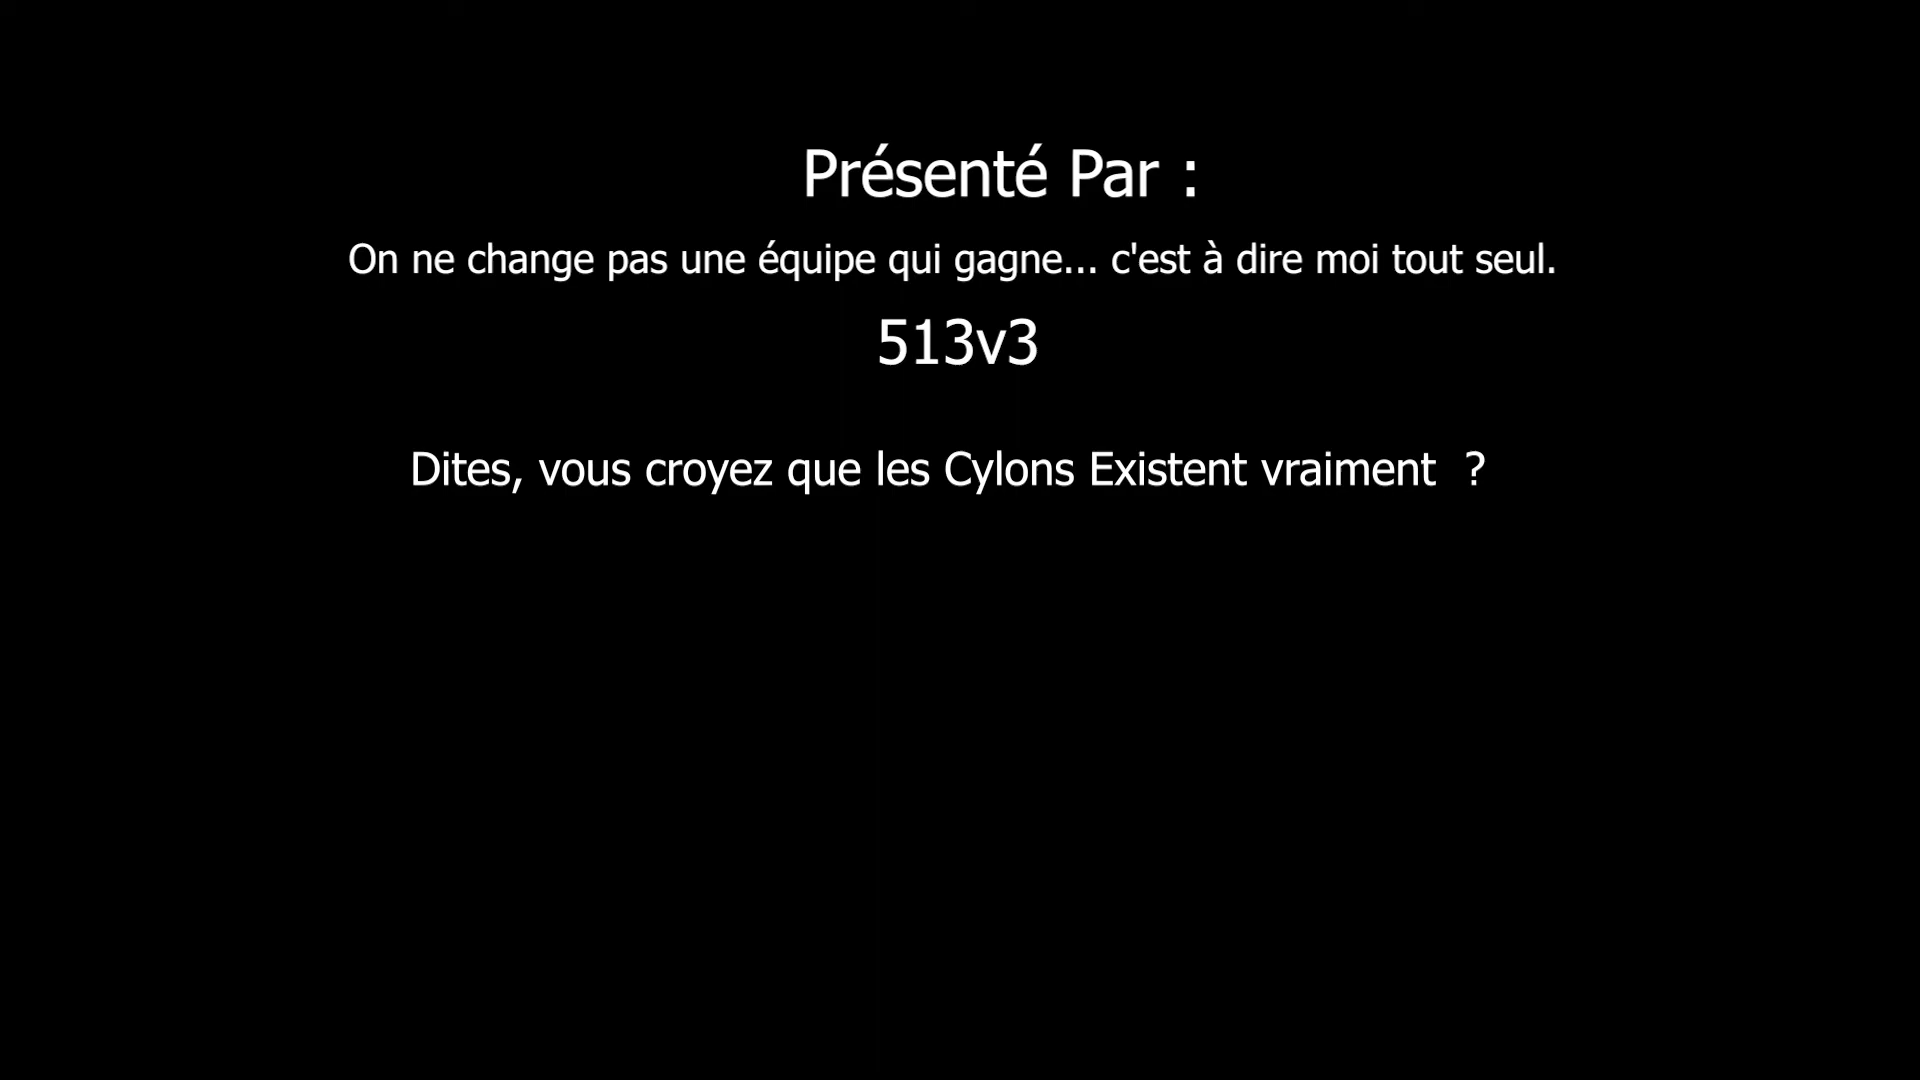 Présenté Par :
On ne change pas une équipe qui gagne... c'est à dire moi tout seul.
513v3
Dites, vous croyez que les Cylons Existent vraiment  ?